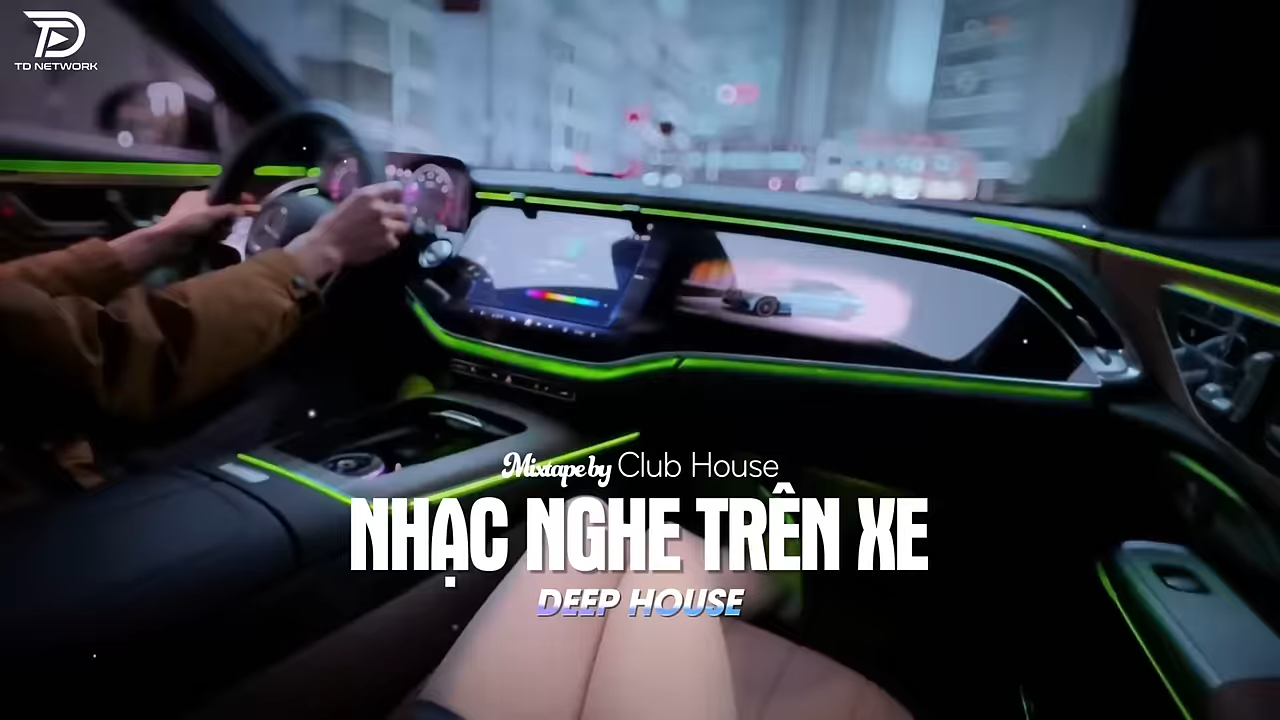 TD NETWORK
Mixtape by Club House
NHẠC NGHE TRÊN XE
DEEP HOUSE